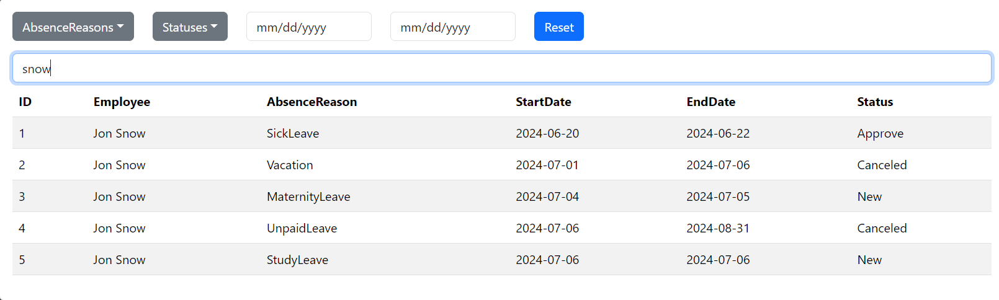 AbsenceReasons Statuses mm/dd/yyyy mm/dd/yyyy Reset
snow
ID Employee AbsenceReason StartDate EndDate Status
1 Jon Snow SickLeave 2024-06-20 2024-06-22 Approve
2 Jon Snow Vacation 2024-07-01 2024-07-06 Canceled
3 Jon Snow MaternityLeave 2024-07-04 2024-07-05 New
4 Jon Snow UnpaidLeave 2024-07-06 2024-08-31 Canceled
5 Jon Snow StudyLeave 2024-07-06 2024-07-06 New